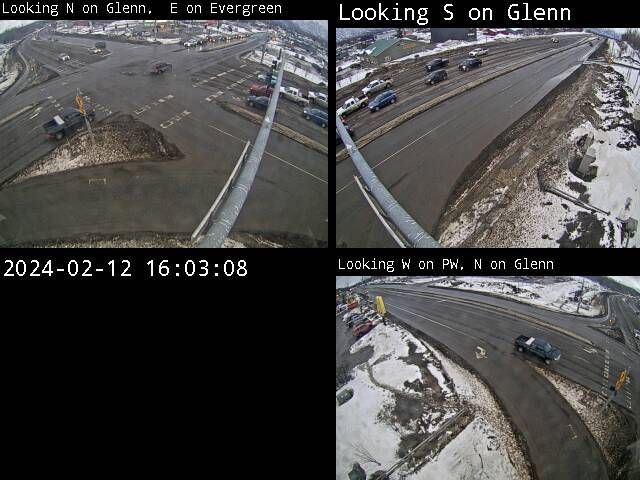 Looking N on Glenn,  E on Evergreen
Looking S on Glenn
2024-02-12 16:03:08
Looking W on PW, N on Glenn